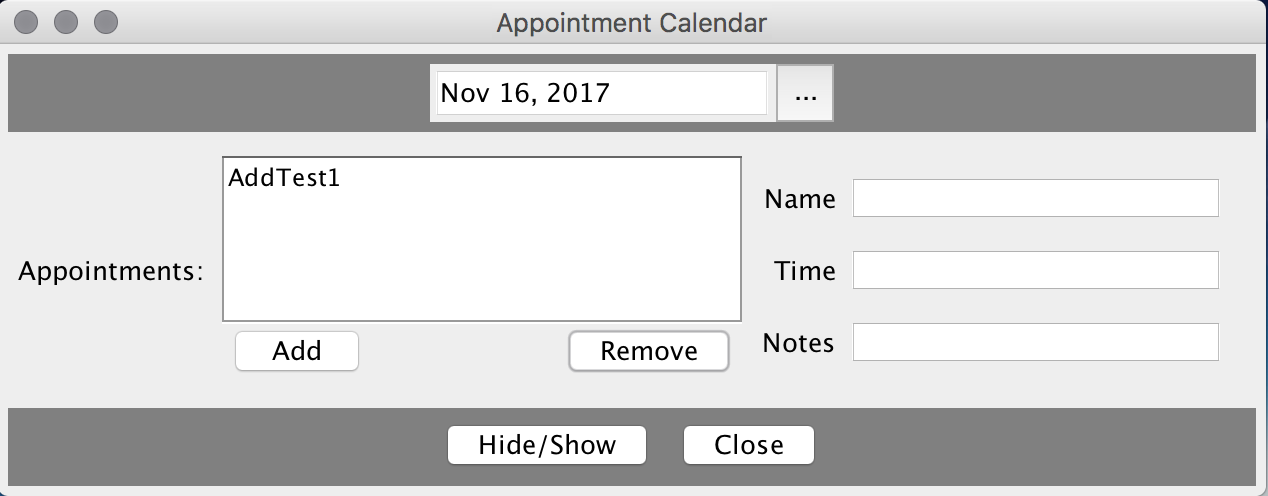 Appointment Calendar
Nov 16, 2017
...
Appointments:
AddTest1
Add
Remove
Name
Time
Notes
Hide/Show
Close